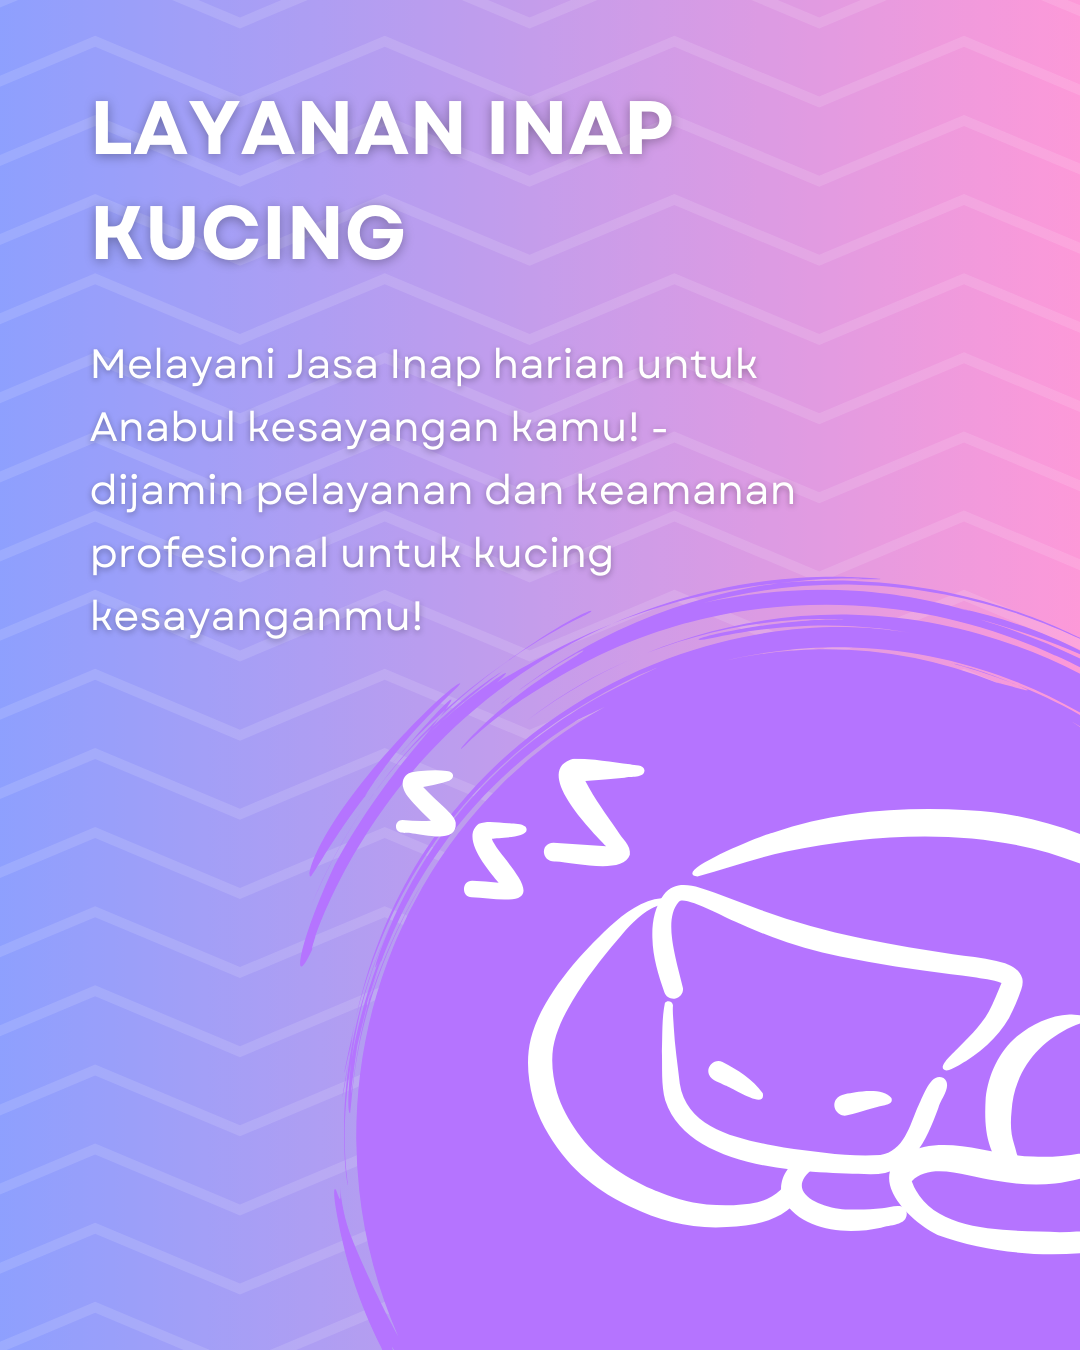 LAYANAN INAP
KUCING
Melayani Jasa Inap harian untuk
Anabul kesayangan kamu! -
dijamin pelayanan dan keamanan
profesional untuk kucing
kesayanganmu!
z
z
Z